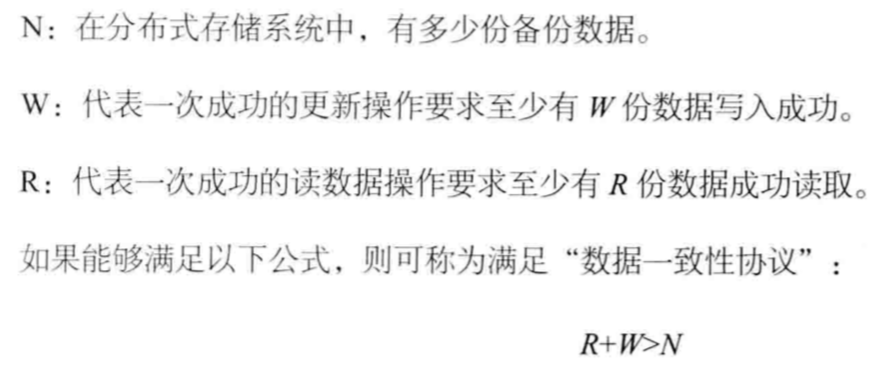 N：在分布式存储系统中，有多少份备份数据。
W：代表一次成功的更新操作要求至少有 W 份数据写入成功。
R：代表一次成功的读数据操作要求至少有 R 份数据成功读取。
如果能够满足以下公式，则可称为满足“数据一致性协议”：
R+W>N